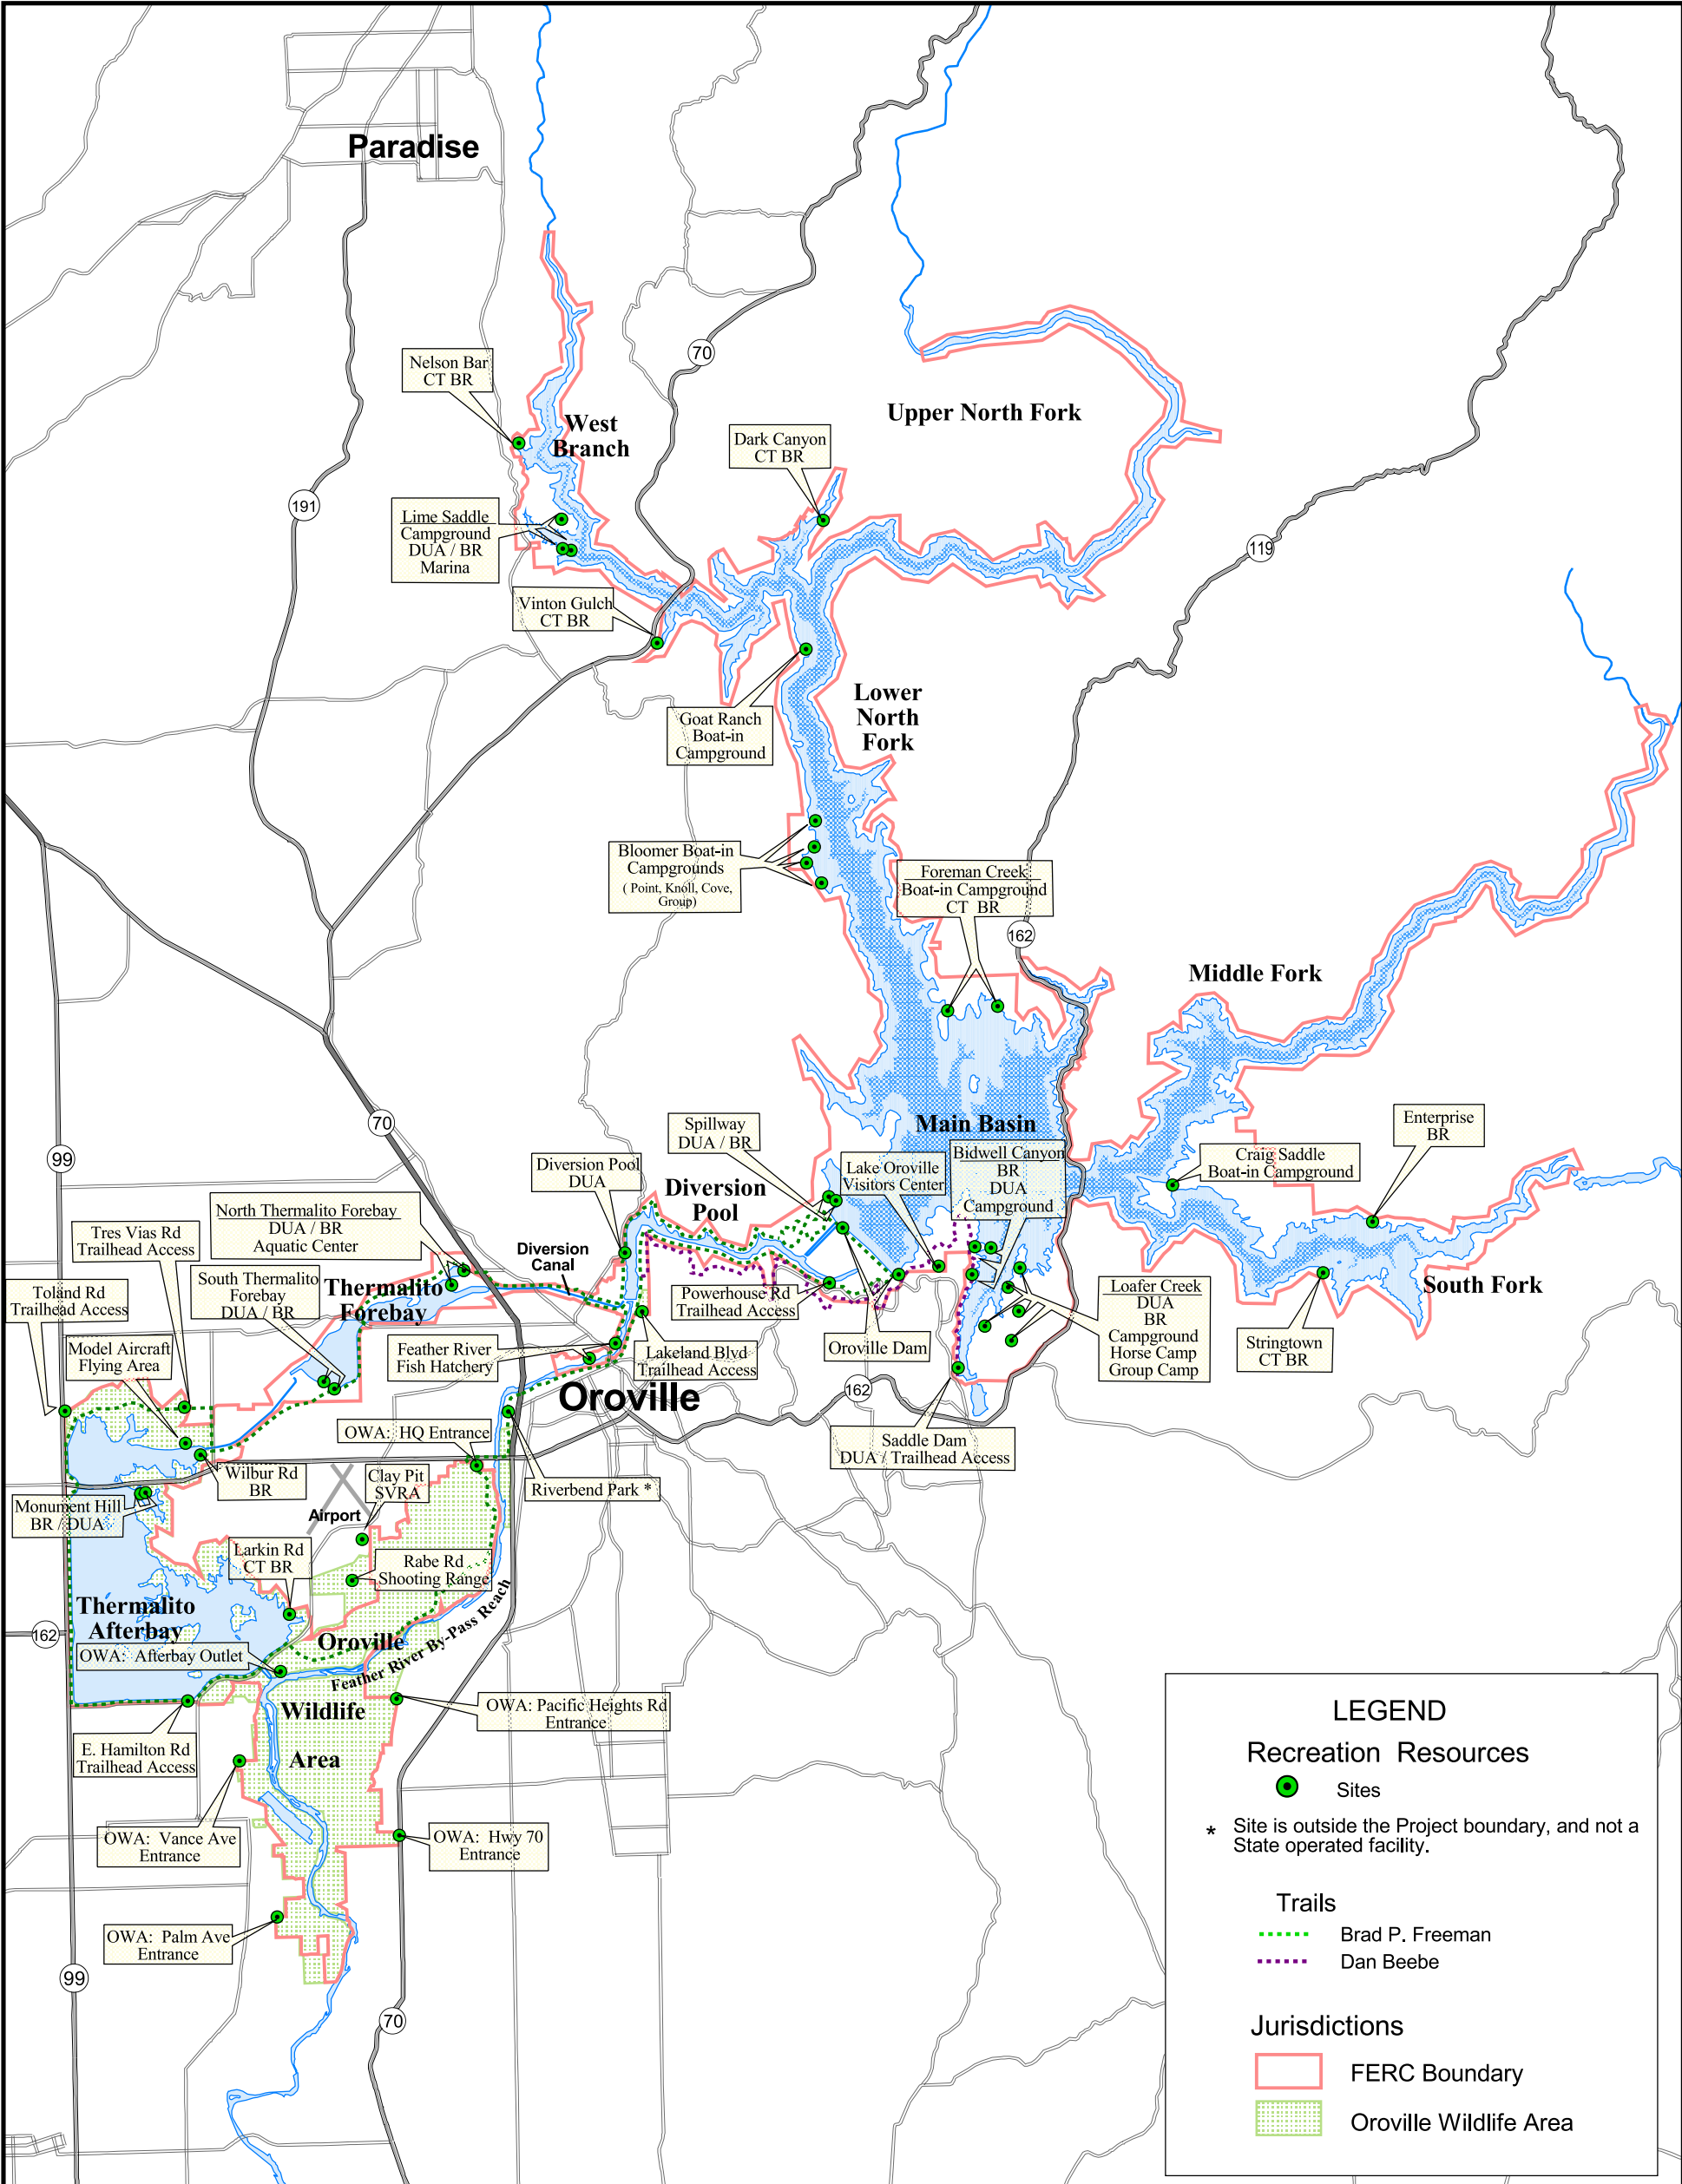 Paradise
70
Nelson Bar
CT BR
West
Branch
Upper North Fork
Dark Canyon
CT BR
191
Lime Saddle
Campground
DUA / BR
Marina
119
Vinton Gulch
CT BR
Goat Ranch
Boat-in
Campground
Lower
North
Fork
Bloomer Boat-in
Campgrounds
( Point, Knoll, Cove,
Group)
Foreman Creek
Boat-in Campground
CT BR
162
Middle Fork
70
99
Spillway
DUA / BR
Main Basin
Enterprise
BR
Diversion Pool
DUA
Diversion
Pool
Lake Oroville
Visitors Center
Bidwell Canyon
BR
DUA
Campground
Craig Saddle
Boat-in Campground
North Thermalito Forebay
DUA / BR
Aquatic Center
Tres Vias Rd
Trailhead Access
Diversion
Canal
South Thermalito
Forebay
DUA / BR
Thermalito
Forebay
Toland Rd
Trailhead Access
Powerhouse Rd
Trailhead Access
Loafer Creek
DUA
BR
Campground
Horse Camp
Group Camp
South Fork
Model Aircraft
Flying Area
Feather River
Fish Hatchery
Lakeland Blvd
Trailhead Access
Oroville Dam
Stringtown
CT BR
Oroville
162
OWA: HQ Entrance
Saddle Dam
DUA / Trailhead Access
Wilbur Rd
BR
Clay Pit
SVRA
Riverbend Park *
Monument Hill
BR / DUA
Airport
Larkin Rd
CT BR
Rabe Rd
Shooting Range
Thermalito
Afterbay
162
Oroville
Feather River By-Pass Reach
OWA: Afterbay Outlet
Wildlife
OWA: Pacific Heights Rd
Entrance
E. Hamilton Rd
Trailhead Access
Area
OWA: Vance Ave
Entrance
OWA: Hwy 70
Entrance
OWA: Palm Ave
Entrance
99
70
LEGEND
Recreation Resources
Sites
* Site is outside the Project boundary, and not a
State operated facility.
Trails
Brad P. Freeman
Dan Beebe
Jurisdictions
FERC Boundary
Oroville Wildlife Area